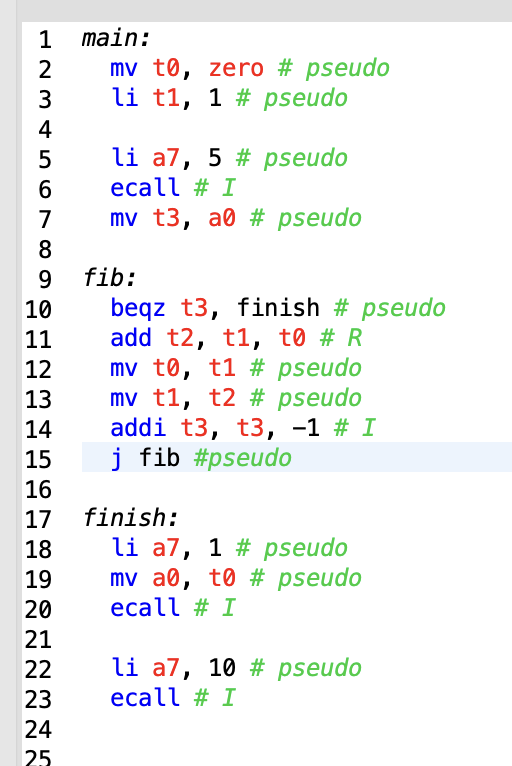 1 main:
2 mv t0, zero # pseudo
3 li t1, 1 # pseudo
4
5 li a7, 5 # pseudo
6 ecall # I
7 mv t3, a0 # pseudo
8
9 fib:
10 beqz t3, finish # pseudo
11 add t2, t1, t0 # R
12 mv t0, t1 # pseudo
13 mv t1, t2 # pseudo
14 addi t3, t3, -1 # I
15 j fib #pseudo
16
17 finish:
18 li a7, 1 # pseudo
19 mv a0, t0 # pseudo
20 ecall # I
21
22 li a7, 10 # pseudo
23 ecall # I
24
25